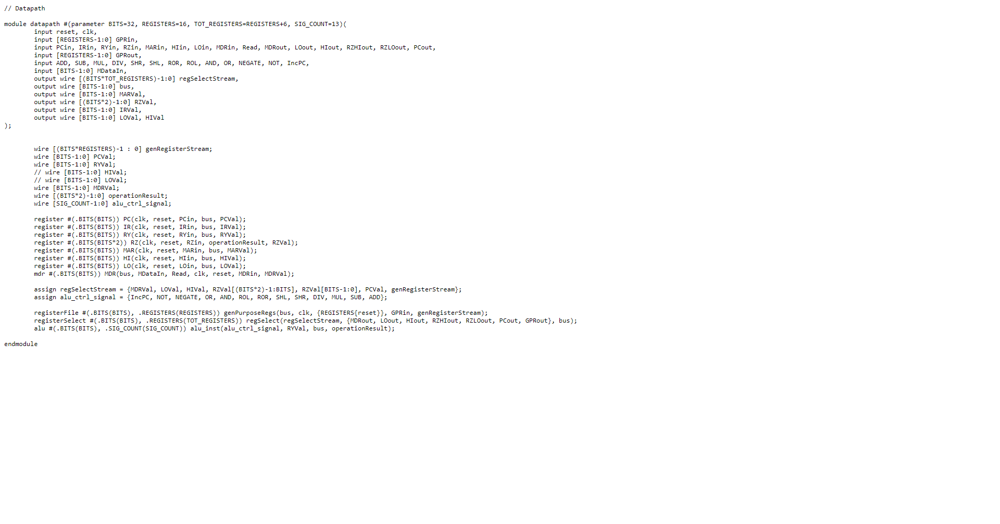 // Datapath
module datapath #(parameter BITS=32, REGISTERS=16, TOT_REGISTERS=REGISTERS+6, SIG_COUNT=13)(
input reset, clk,
input [REGISTERS-1:0] GPRin,
input PCin, IRin, RYin, RZin, MARin, HIin, LOin, MDRin, Read, MDRout, LOout, HIout, RZHIout, RZLOout, PCout,
input [REGISTERS-1:0] GPRout,
input ADD, SUB, MUL, DIV, SHR, SHL, ROR, ROL, AND, OR, NEGATE, NOT, IncPC,
input [BITS-1:0] MDataIn,
output wire [(BITS*TOT_REGISTERS)-1:0] regSelectStream,
output wire [BITS-1:0] bus,
output wire [BITS-1:0] MARVal,
output wire [(BITS*2)-1:0] RZVal,
output wire [BITS-1:0] IRVal,
output wire [BITS-1:0] LOVal, HIVal
);
wire [(BITS*REGISTERS)-1 : 0] genRegisterStream;
wire [BITS-1:0] PCVal;
wire [BITS-1:0] RYVal;
// wire [BITS-1:0] HIVal;
// wire [BITS-1:0] LOVal;
wire [BITS-1:0] MDRVal;
wire [(BITS*2)-1:0] operationResult;
wire [SIG_COUNT-1:0] alu_ctrl_signal;
register #(.BITS(BITS)) PC(clk, reset, PCin, bus, PCVal);
register #(.BITS(BITS)) IR(clk, reset, IRin, bus, IRVal);
register #(.BITS(BITS)) RY(clk, reset, RYin, bus, RYVal);
register #(.BITS(BITS*2)) RZ(clk, reset, RZin, operationResult, RZVal);
register #(.BITS(BITS)) MAR(clk, reset, MARin, bus, MARVal);
register #(.BITS(BITS)) HI(clk, reset, HIin, bus, HIVal);
register #(.BITS(BITS)) LO(clk, reset, LOin, bus, LOVal);
mdr #(.BITS(BITS)) MDR(bus, MDataIn, Read, clk, reset, MDRin, MDRVal);
assign regSelectStream = {MDRVal, LOVal, HIVal, RZVal[(BITS*2)-1:BITS], RZVal[BITS-1:0], PCVal, genRegisterStream};
assign alu_ctrl_signal = {IncPC, NOT, NEGATE, OR, AND, ROL, ROR, SHL, SHR, DIV, MUL, SUB, ADD};
registerFile #(.BITS(BITS), .REGISTERS(REGISTERS)) genPurposeRegs(bus, clk, {REGISTERS{reset}}, GPRin, genRegisterStream);
registerSelect #(.BITS(BITS), .REGISTERS(TOT_REGISTERS)) regSelect(regSelectStream, {MDRout, LOout, HIout, RZHIout, RZLOout, PCout, GPRout}, bus);
alu #(.BITS(BITS), .SIG_COUNT(SIG_COUNT)) alu_inst(alu_ctrl_signal, RYVal, bus, operationResult);
endmodule